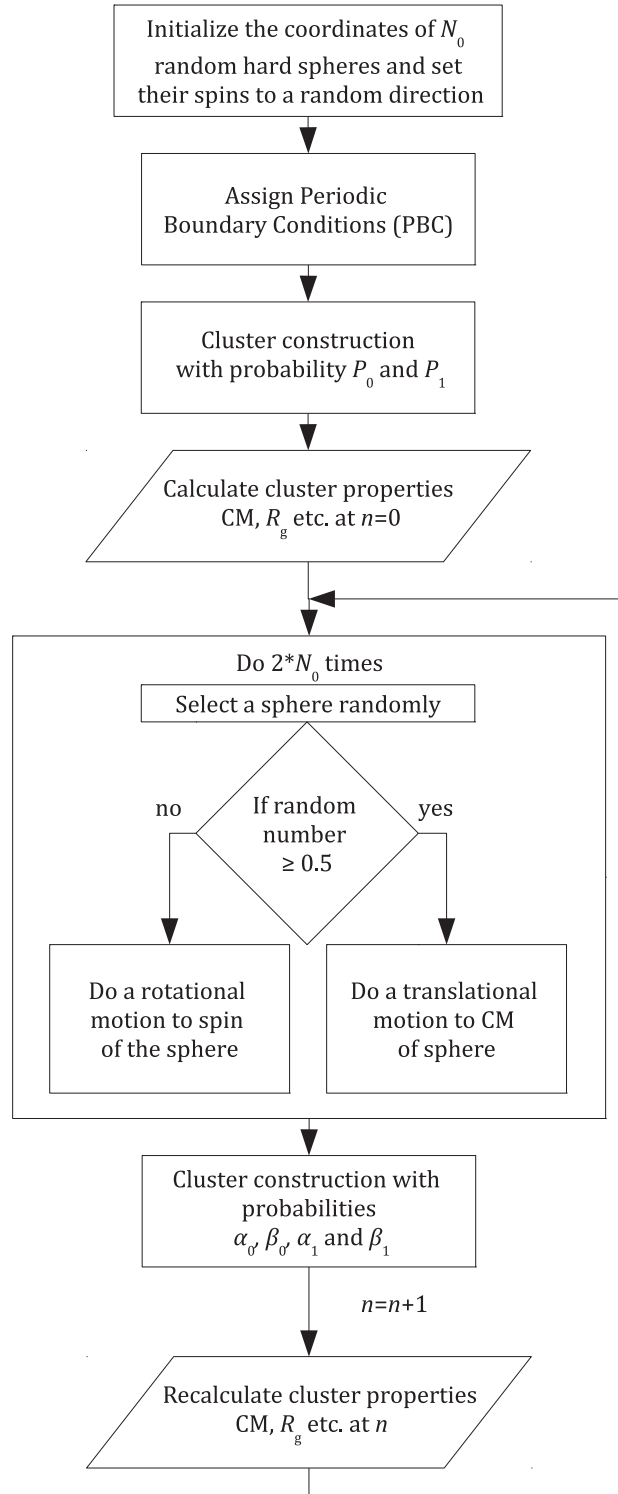 Initialize the coordinates of N₀
random hard spheres and set
their spins to a random direction
Assign Periodic
Boundary Conditions (PBC)
Cluster construction
with probability P₀ and P₁
Calculate cluster properties
CM, R_g etc. at n=0
Do 2*N₀ times
Select a sphere randomly
If random
number
≥ 0.5
no
yes
Do a rotational
motion to spin
of the sphere
Do a translational
motion to CM
of sphere
Cluster construction with
probabilities
α₀, β₀, α₁ and β₁
n=n+1
Recalculate cluster properties
CM, R_g etc. at n